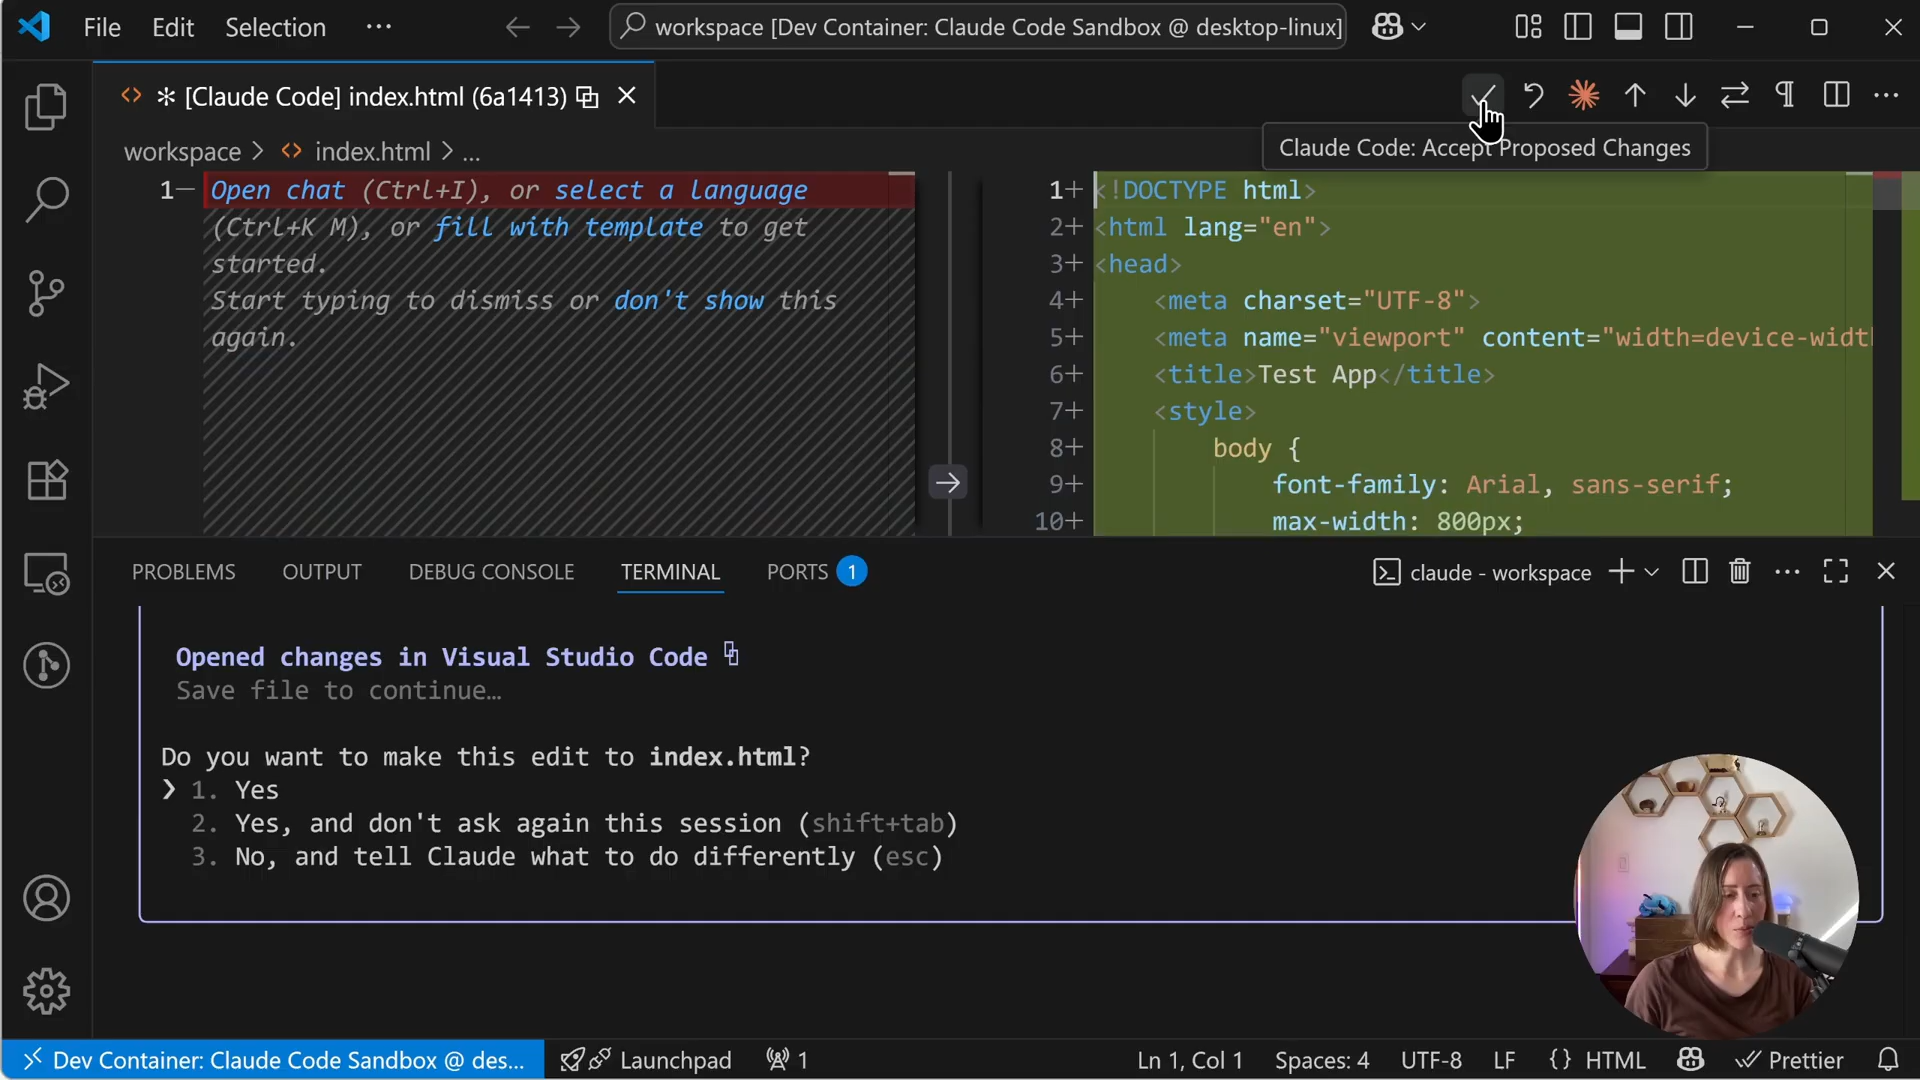 File Edit Selection ··· workspace [Dev Container: Claude Code Sandbox @ desktop-linux]
[Claude Code] index.html (6a1413)
Claude Code: Accept Proposed Changes
workspace > index.html > ...
1 Open chat (Ctrl+I), or select a language
(Ctrl+K M), or fill with template to get
started.
Start typing to dismiss or don't show this
again.
1+ <!DOCTYPE html>
2+ <html lang="en">
3+ <head>
4+ <meta charset="UTF-8">
5+ <meta name="viewport" content="width=device-widt
6+ <title>Test App</title>
7+ <style>
8+ body {
9+ font-family: Arial, sans-serif;
10+ max-width: 800px;
PROBLEMS OUTPUT DEBUG CONSOLE TERMINAL PORTS 1 claude - workspace
Opened changes in Visual Studio Code
Save file to continue…
Do you want to make this edit to index.html?
❯ 1. Yes
2. Yes, and don't ask again this session (shift+tab)
3. No, and tell Claude what to do differently (esc)
Dev Container: Claude Code Sandbox @ des... Launchpad 1 Ln 1, Col 1 Spaces: 4 UTF-8 LF {} HTML Prettier